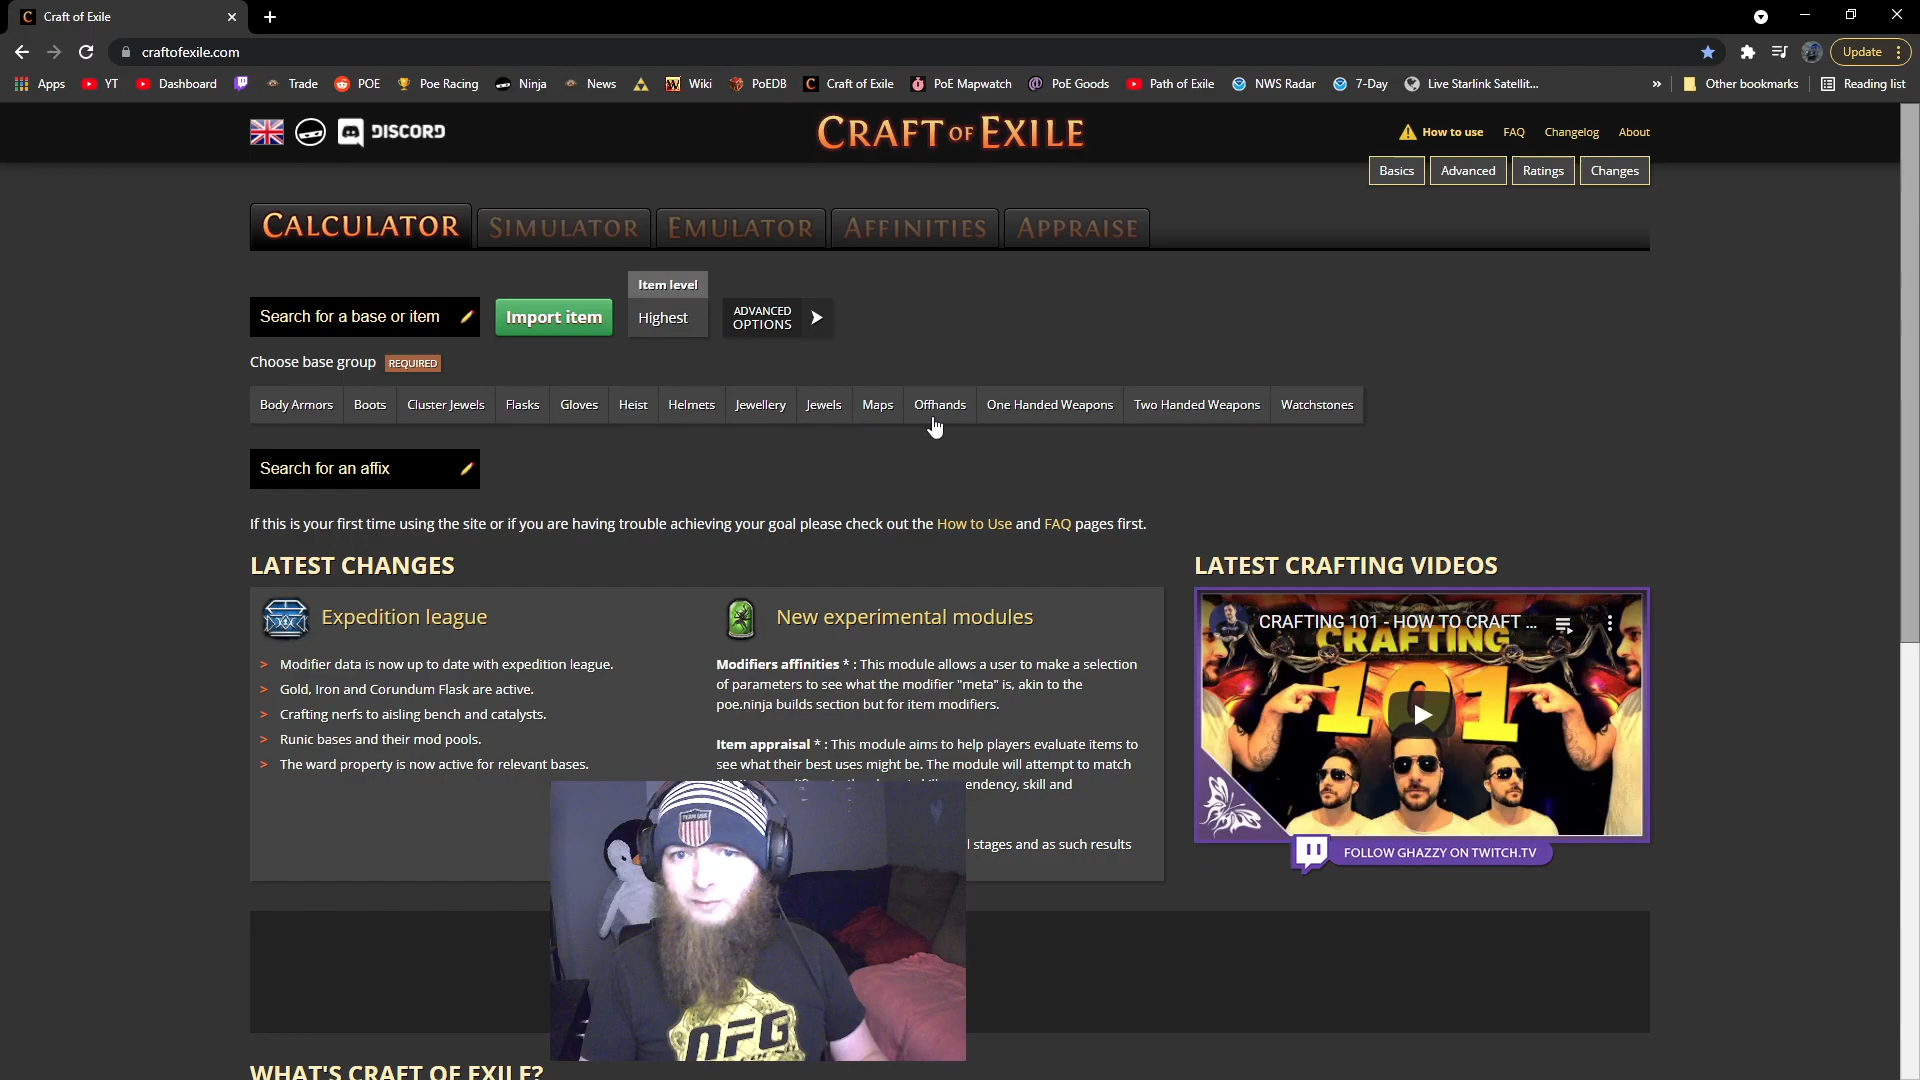 Craft of Exile
craftofexile.com
Update
Apps YT Dashboard Trade POE Poe Racing Ninja News Wiki PoEDB Craft of Exile PoE Mapwatch PoE Goods Path of Exile NWS Radar 7-Day Live Starlink Satellit... » Other bookmarks Reading list
DISCORD
CRAFT OF EXILE
How to use FAQ Changelog About
Basics Advanced Ratings Changes
CALCULATOR SIMULATOR EMULATOR AFFINITIES APPRAISE
Item level
Search for a base or item Import item Highest ADVANCED OPTIONS
Choose base group REQUIRED
Body Armors Boots Cluster Jewels Flasks Gloves Heist Helmets Jewellery Jewels Maps Offhands One Handed Weapons Two Handed Weapons Watchstones
Search for an affix
If this is your first time using the site or if you are having trouble achieving your goal please check out the How to Use and FAQ pages first.
LATEST CHANGES
Expedition league
> Modifier data is now up to date with expedition league.
> Gold, Iron and Corundum Flask are active.
> Crafting nerfs to aisling bench and catalysts.
> Runic bases and their mod pools.
> The ward property is now active for relevant bases.
New experimental modules
Modifiers affinities * : This module allows a user to make a selection
of parameters to see what the modifier "meta" is, akin to the
poe.ninja builds section but for item modifiers.
Item appraisal * : This module aims to help players evaluate items to
see what their best uses might be. The module will attempt to match
endency, skill and
l stages and as such results
LATEST CRAFTING VIDEOS
CRAFTING 101 - HOW TO CRAFT ...
CRAFTING
101
FOLLOW GHAZZY ON TWITCH.TV
TEAM USA
OFG
WHAT'S CRAFT OF EXILE?